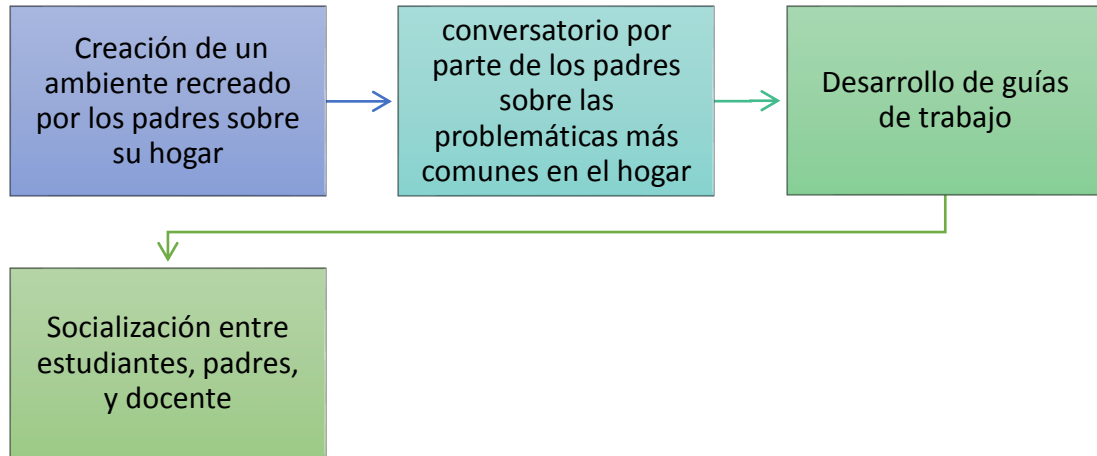 Creación de un
ambiente recreado
por los padres sobre
su hogar
conversatorio por
parte de los padres
sobre las
problemáticas más
comunes en el hogar
Desarrollo de guías
de trabajo
Socialización entre
estudiantes, padres,
y docente